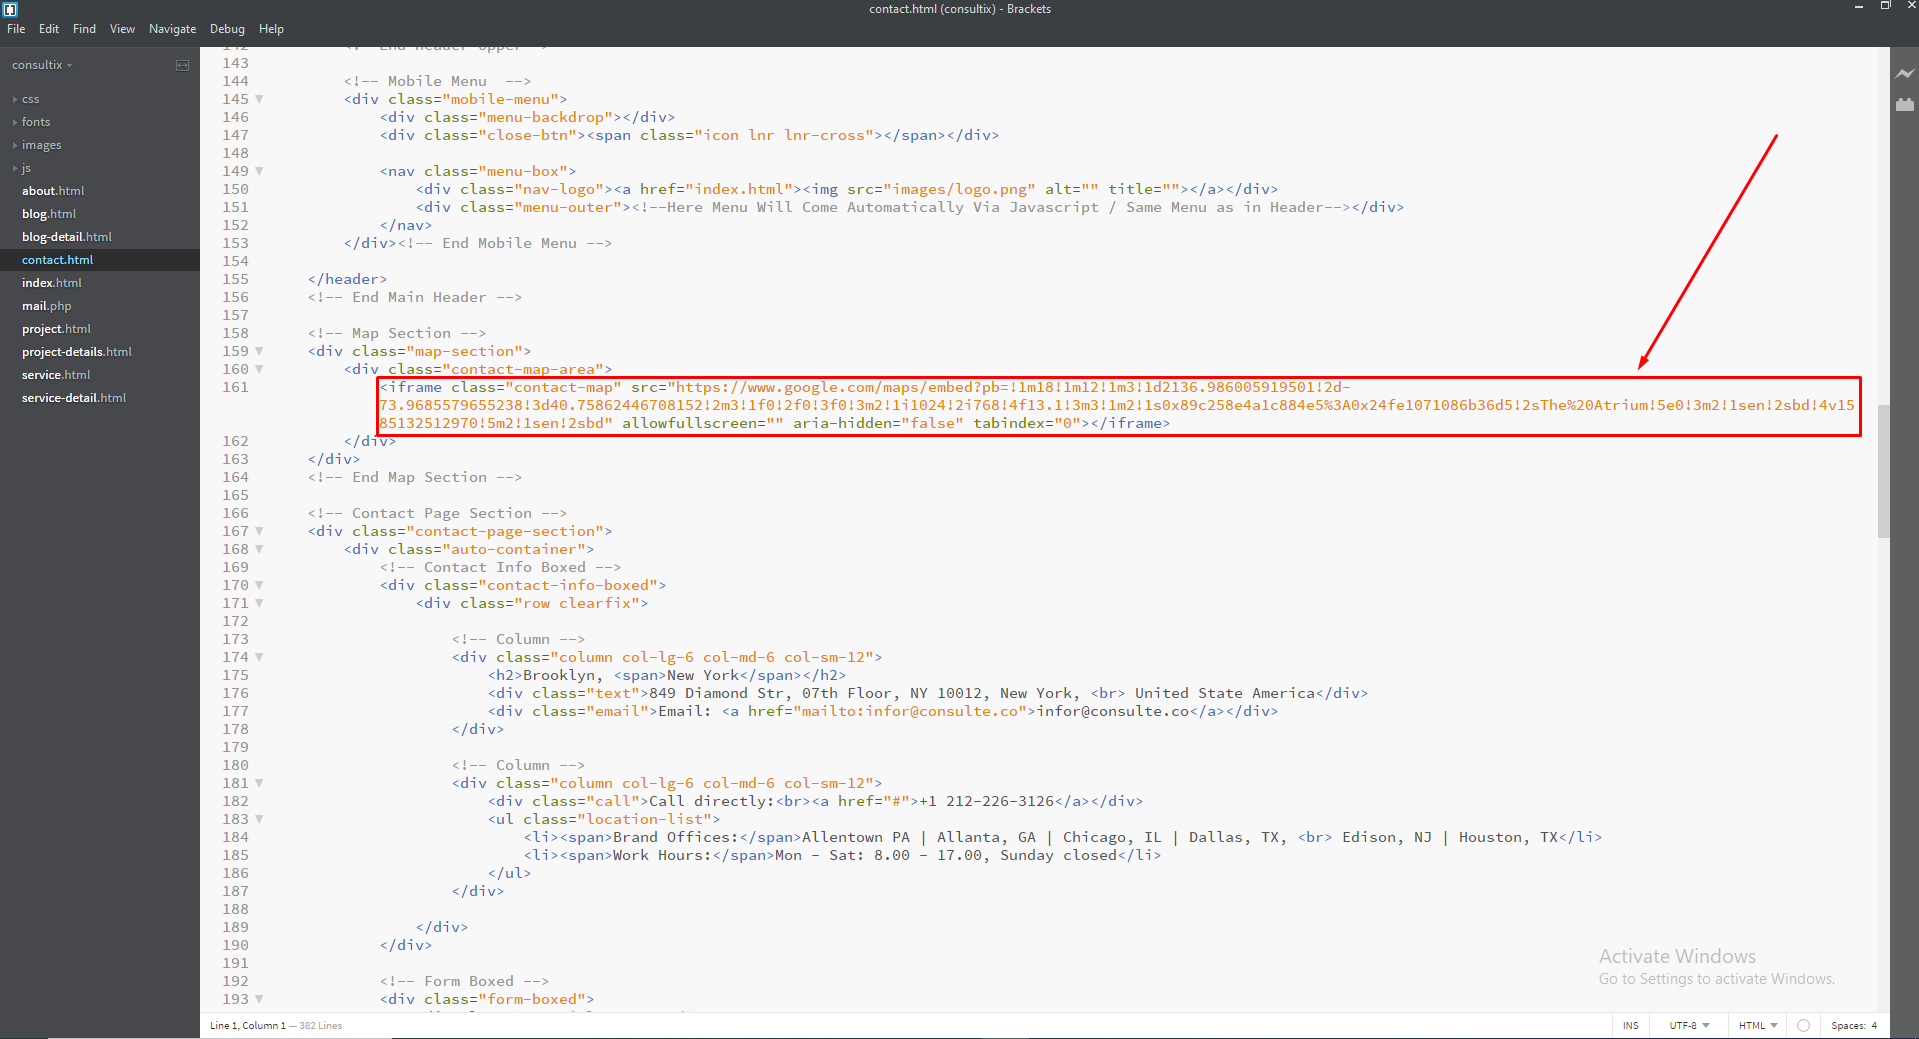 contact.html (consultix) - Brackets
File Edit Find View Navigate Debug Help
consultix
css
fonts
images
js
about.html
blog.html
blog-detail.html
contact.html
index.html
mail.php
project.html
project-details.html
service.html
service-detail.html
142 <!-- End Header Upper -->
143
144 <!-- Mobile Menu  -->
145 <div class="mobile-menu">
146 <div class="menu-backdrop"></div>
147 <div class="close-btn"><span class="icon lnr lnr-cross"></span></div>
148
149 <nav class="menu-box">
150 <div class="nav-logo"><a href="index.html"><img src="images/logo.png" alt="" title=""></a></div>
151 <div class="menu-outer"><!--Here Menu Will Come Automatically Via Javascript / Same Menu as in Header--></div>
152 </nav>
153 </div><!-- End Mobile Menu -->
154
155 </header>
156 <!-- End Main Header -->
157
158 <!-- Map Section -->
159 <div class="map-section">
160 <div class="contact-map-area">
161 <iframe class="contact-map" src="https://www.google.com/maps/embed?pb=!1m18!1m12!1m3!1d2136.986005919501!2d-
73.9685579655238!3d40.75862446708152!2m3!1f0!2f0!3f0!3m2!1i1024!2i768!4f13.1!3m3!1m2!1s0x89c258e4a1c884e5%3A0x24fe1071086b36d5!2sThe%20Atrium!5e0!3m2!1sen!2sbd!4v15
85132512970!5m2!1sen!2sbd" allowfullscreen="" aria-hidden="false" tabindex="0"></iframe>
162 </div>
163 </div>
164 <!-- End Map Section -->
165
166 <!-- Contact Page Section -->
167 <div class="contact-page-section">
168 <div class="auto-container">
169 <!-- Contact Info Boxed -->
170 <div class="contact-info-boxed">
171 <div class="row clearfix">
172
173 <!-- Column -->
174 <div class="column col-lg-6 col-md-6 col-sm-12">
175 <h2>Brooklyn, <span>New York</span></h2>
176 <div class="text">849 Diamond Str, 07th Floor, NY 10012, New York, <br> United State America</div>
177 <div class="email">Email: <a href="mailto:infor@consulte.co">infor@consulte.co</a></div>
178 </div>
179
180 <!-- Column -->
181 <div class="column col-lg-6 col-md-6 col-sm-12">
182 <div class="call">Call directly:<br><a href="#">+1 212-226-3126</a></div>
183 <ul class="location-list">
184 <li><span>Brand Offices:</span>Allentown PA | Allanta, GA | Chicago, IL | Dallas, TX, <br> Edison, NJ | Houston, TX</li>
185 <li><span>Work Hours:</span>Mon - Sat: 8.00 - 17.00, Sunday closed</li>
186 </ul>
187 </div>
188
189 </div>
190 </div>
191
192 <!-- Form Boxed -->
193 <div class="form-boxed">
Activate Windows
Go to Settings to activate Windows.
Line 1, Column 1 — 382 Lines
INS UTF-8 HTML Spaces: 4